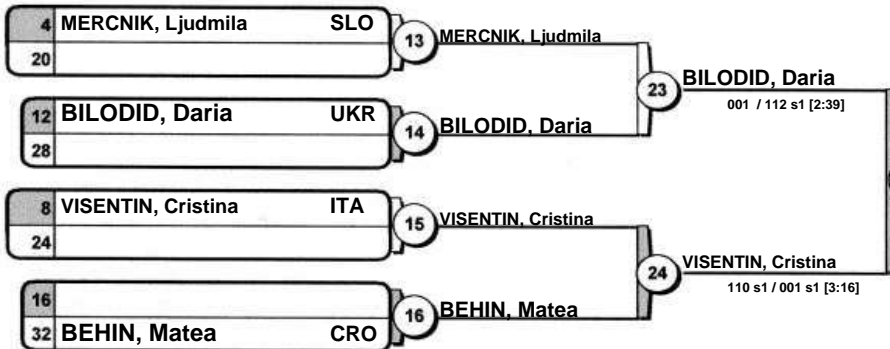 4 MERCNIK, Ljudmila SLO
20
13 MERCNIK, Ljudmila
12 BILODID, Daria UKR
28
14 BILODID, Daria
23 BILODID, Daria
001 / 112 s1 [2:39]
8 VISENTIN, Cristina ITA
24
15 VISENTIN, Cristina
16
32 BEHIN, Matea CRO
16 BEHIN, Matea
24 VISENTIN, Cristina
110 s1 / 001 s1 [3:16]